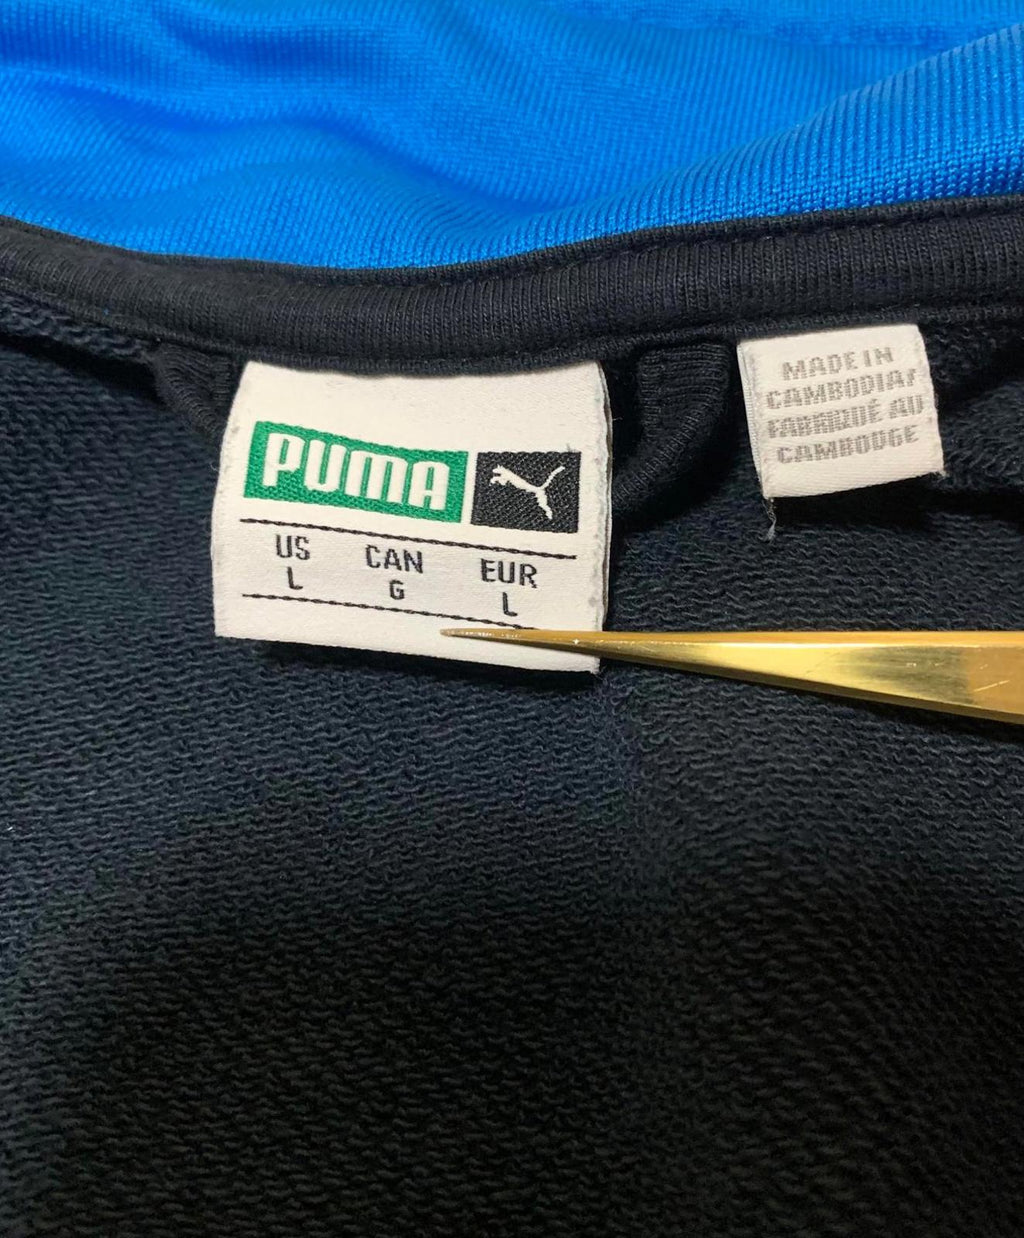 PUMA
US CAN EUR
L G L
MADE IN
CAMBODIA/
FABRIQUÉ AU
CAMBODGE